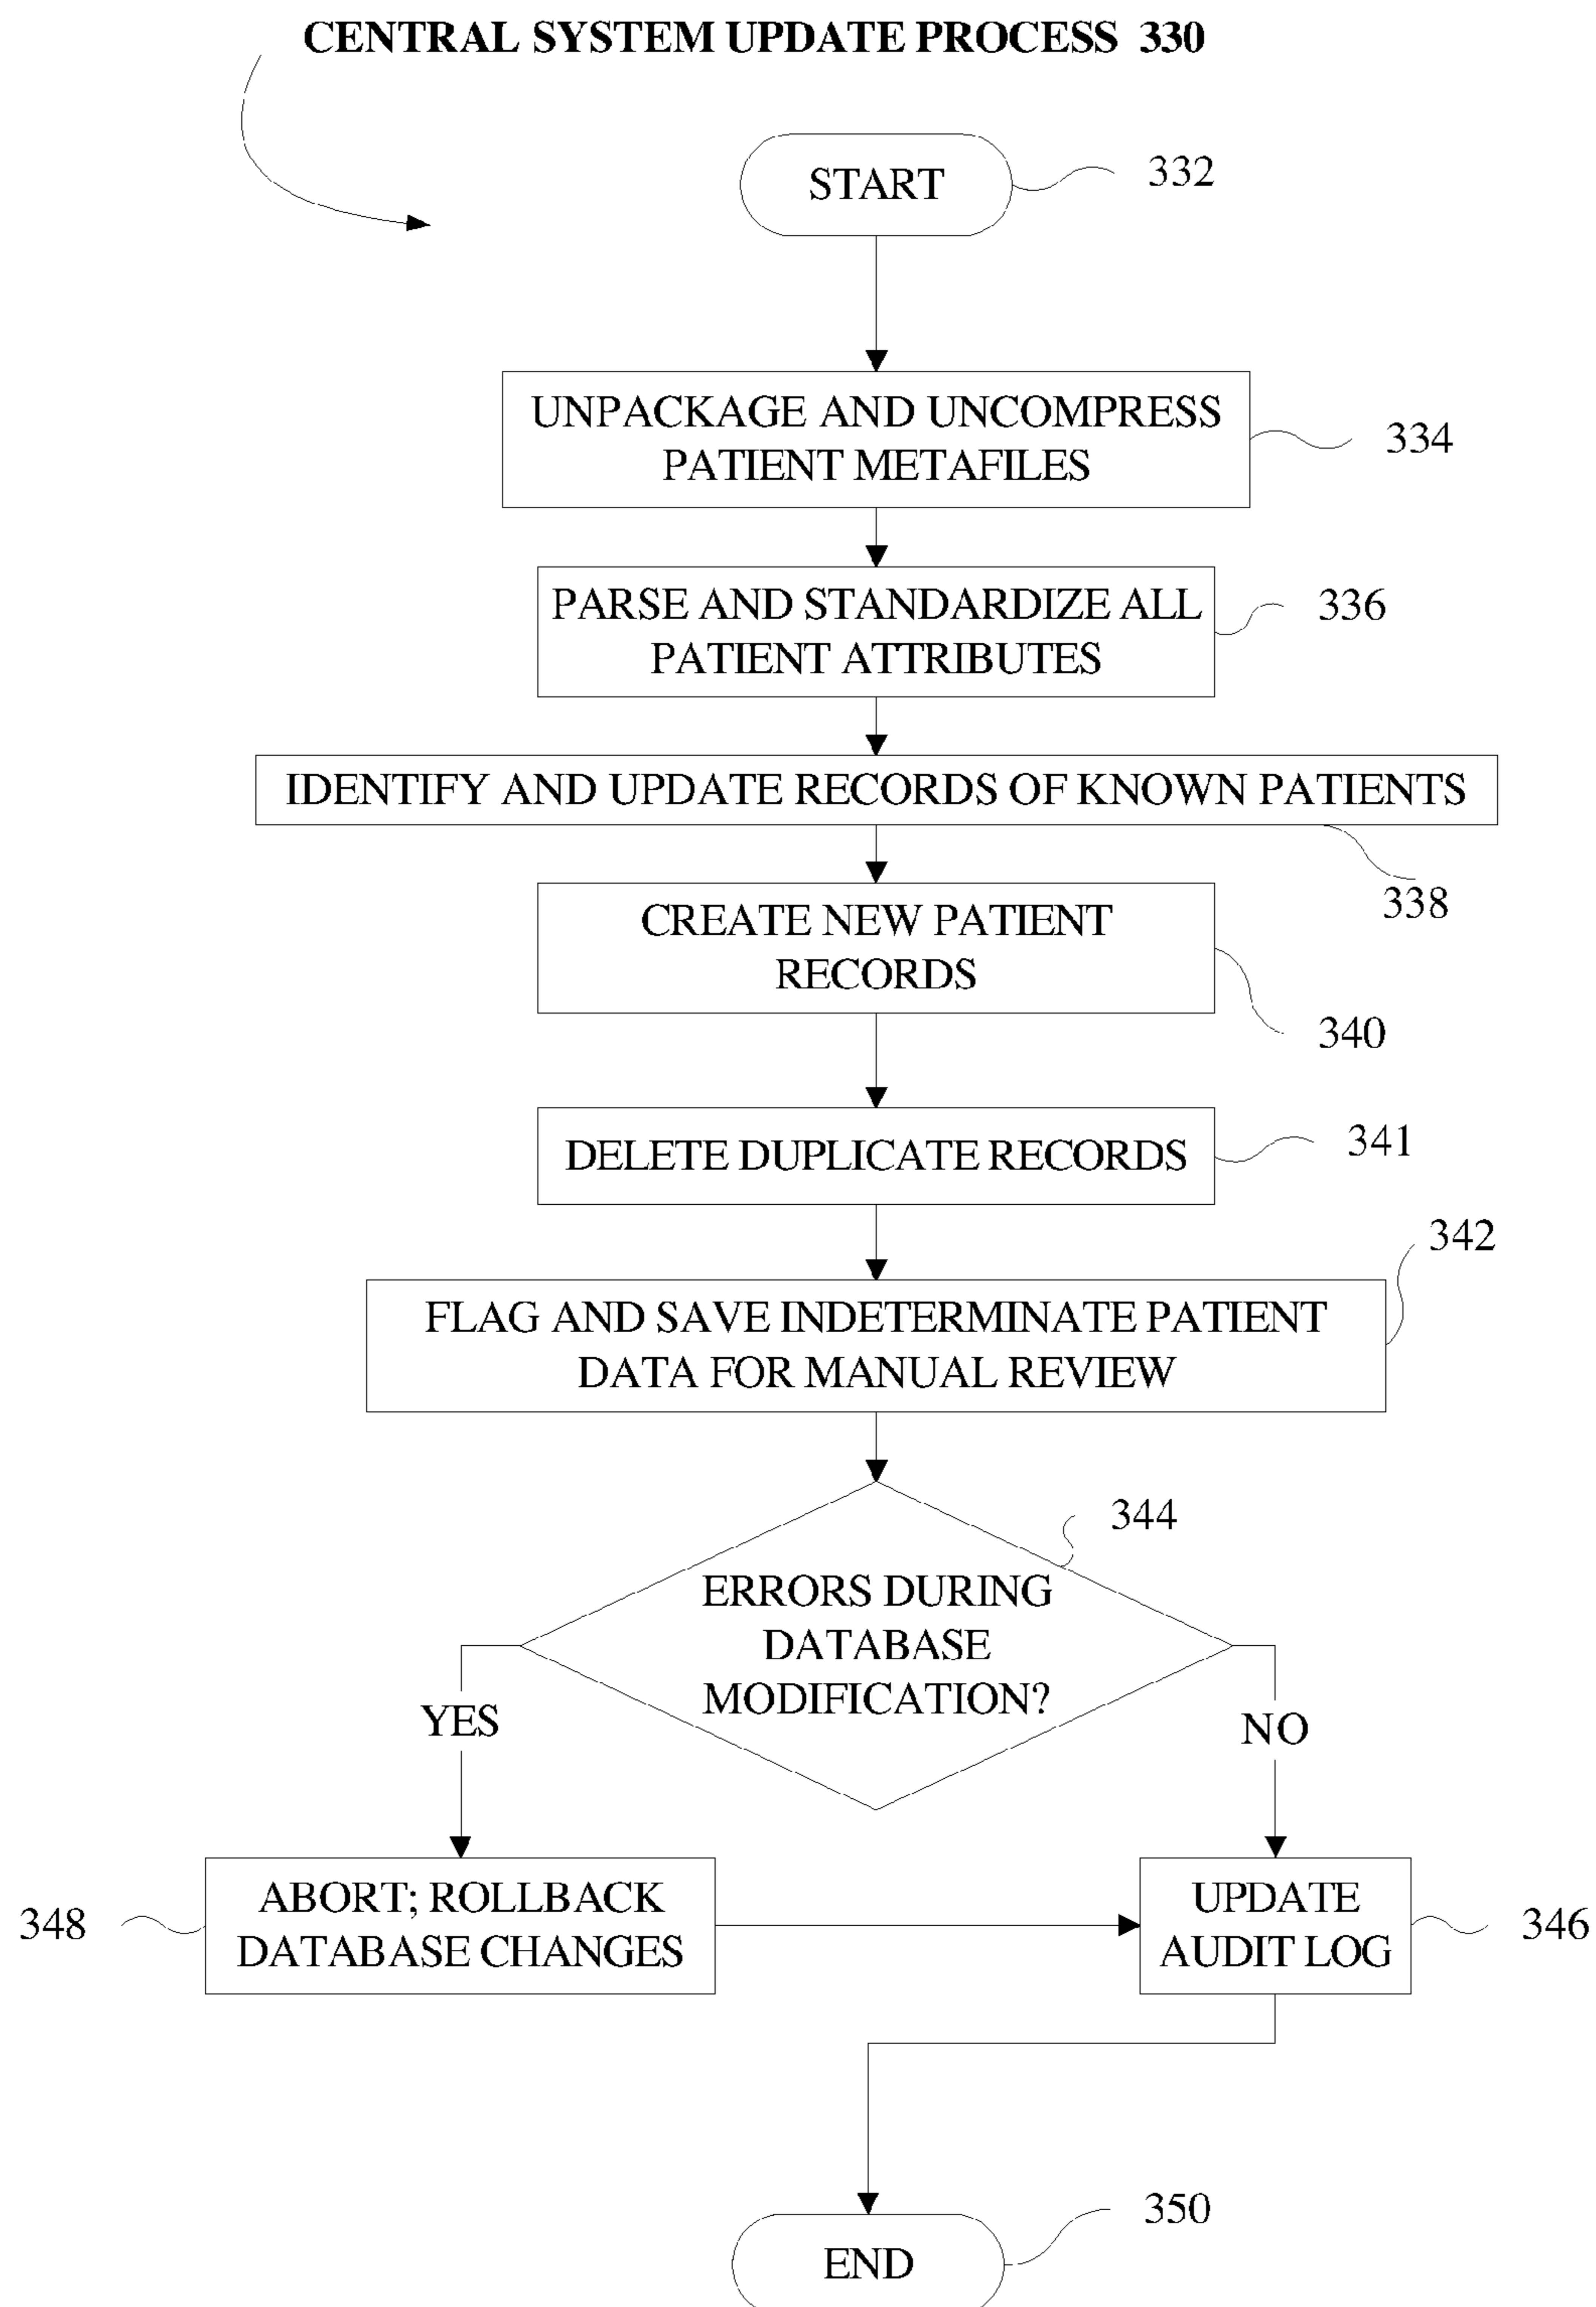 CENTRAL SYSTEM UPDATE PROCESS 330
START
332
UNPACKAGE AND UNCOMPRESS
PATIENT METAFILES
334
PARSE AND STANDARDIZE ALL
PATIENT ATTRIBUTES
336
IDENTIFY AND UPDATE RECORDS OF KNOWN PATIENTS
338
CREATE NEW PATIENT
RECORDS
340
DELETE DUPLICATE RECORDS
341
342
FLAG AND SAVE INDETERMINATE PATIENT
DATA FOR MANUAL REVIEW
344
ERRORS DURING
DATABASE
MODIFICATION?
YES
NO
348
ABORT; ROLLBACK
DATABASE CHANGES
UPDATE
AUDIT LOG
346
350
END